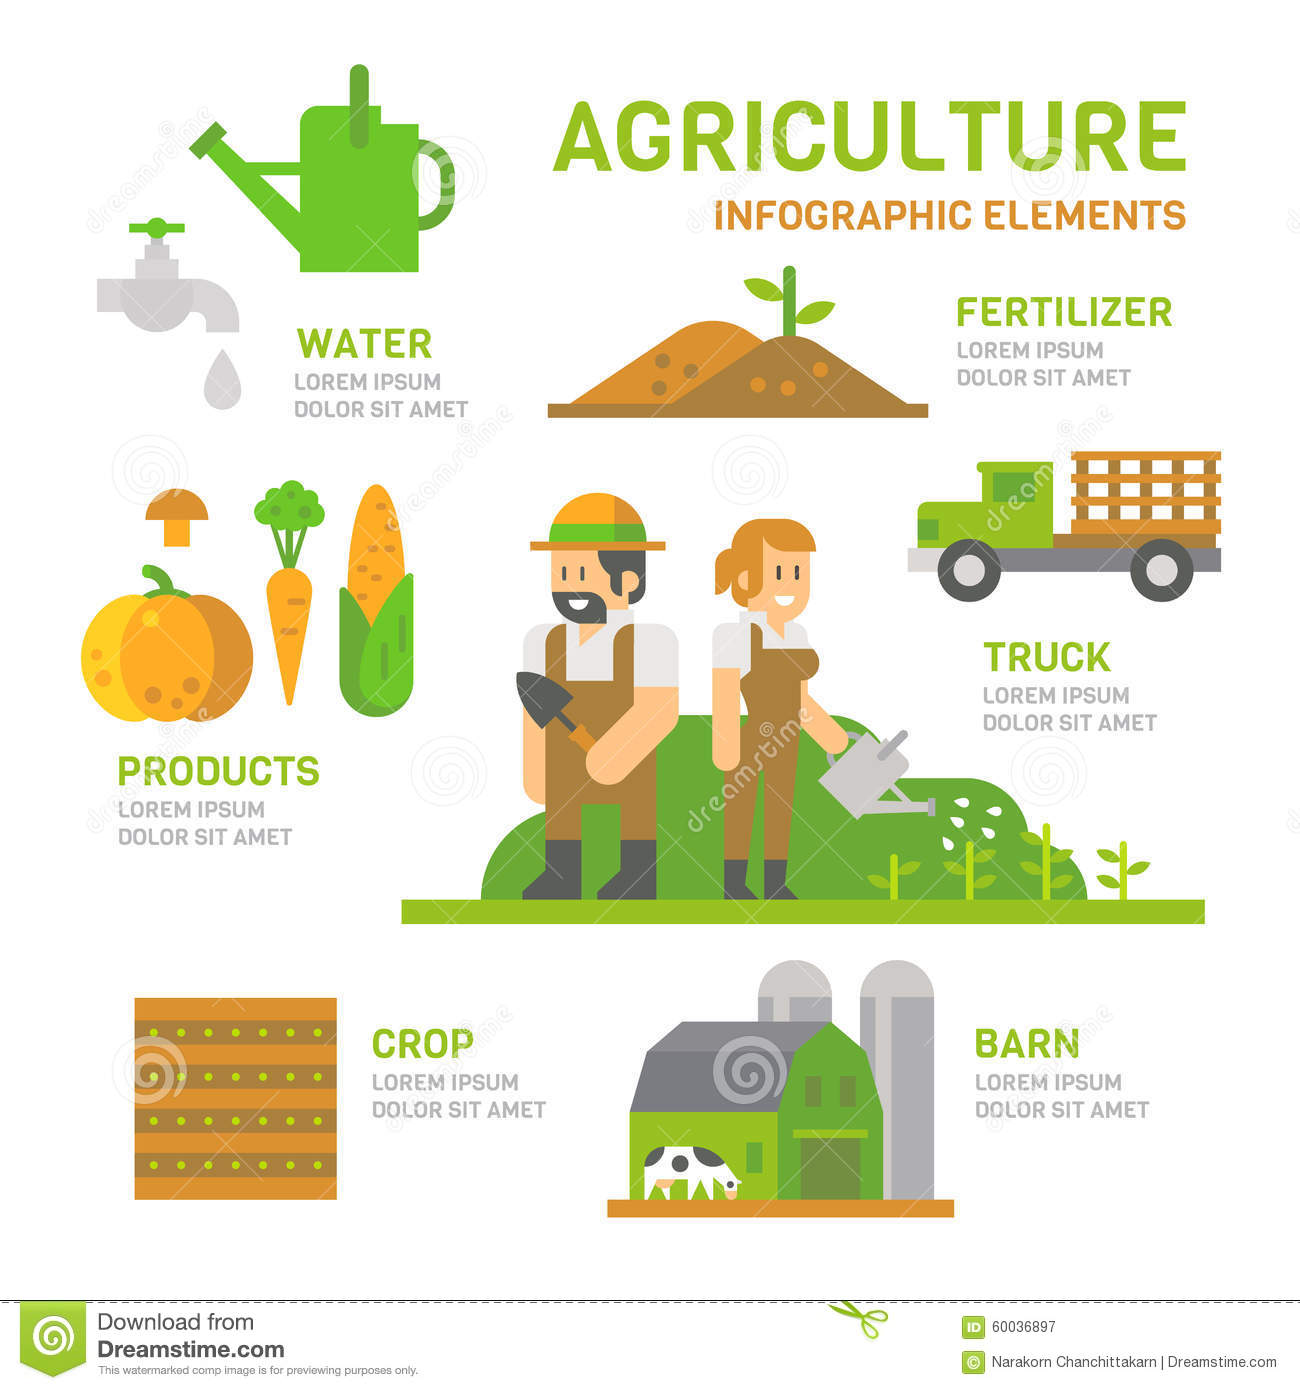 AGRICULTURE
INFOGRAPHIC ELEMENTS
WATER
LOREM IPSUM
DOLOR SIT AMET
FERTILIZER
LOREM IPSUM
DOLOR SIT AMET
TRUCK
LOREM IPSUM
DOLOR SIT AMET
PRODUCTS
LOREM IPSUM
DOLOR SIT AMET
CROP
LOREM IPSUM
DOLOR SIT AMET
BARN
LOREM IPSUM
DOLOR SIT AMET
Download from
Dreamstime.com
This watermarked comp image is for previewing purposes only.
ID 60036897
© Narakorn Chanchittakarn | Dreamstime.com